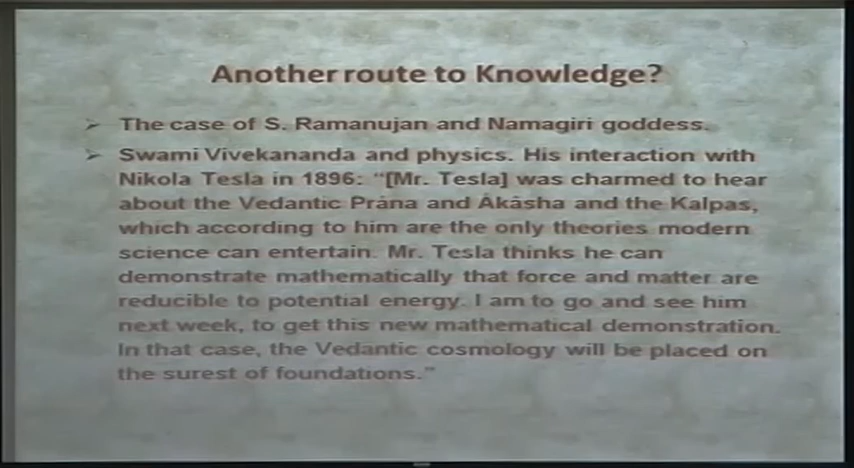 Another route to Knowledge?
➢ The case of S. Ramanujan and Namagiri goddess.
➢ Swami Vivekananda and physics. His interaction with
Nikola Tesla in 1896: “[Mr. Tesla] was charmed to hear
about the Vedantic Prāna and Ākāsha and the Kalpas,
which according to him are the only theories modern
science can entertain. Mr. Tesla thinks he can
demonstrate mathematically that force and matter are
reducible to potential energy. I am to go and see him
next week, to get this new mathematical demonstration.
In that case, the Vedantic cosmology will be placed on
the surest of foundations.”